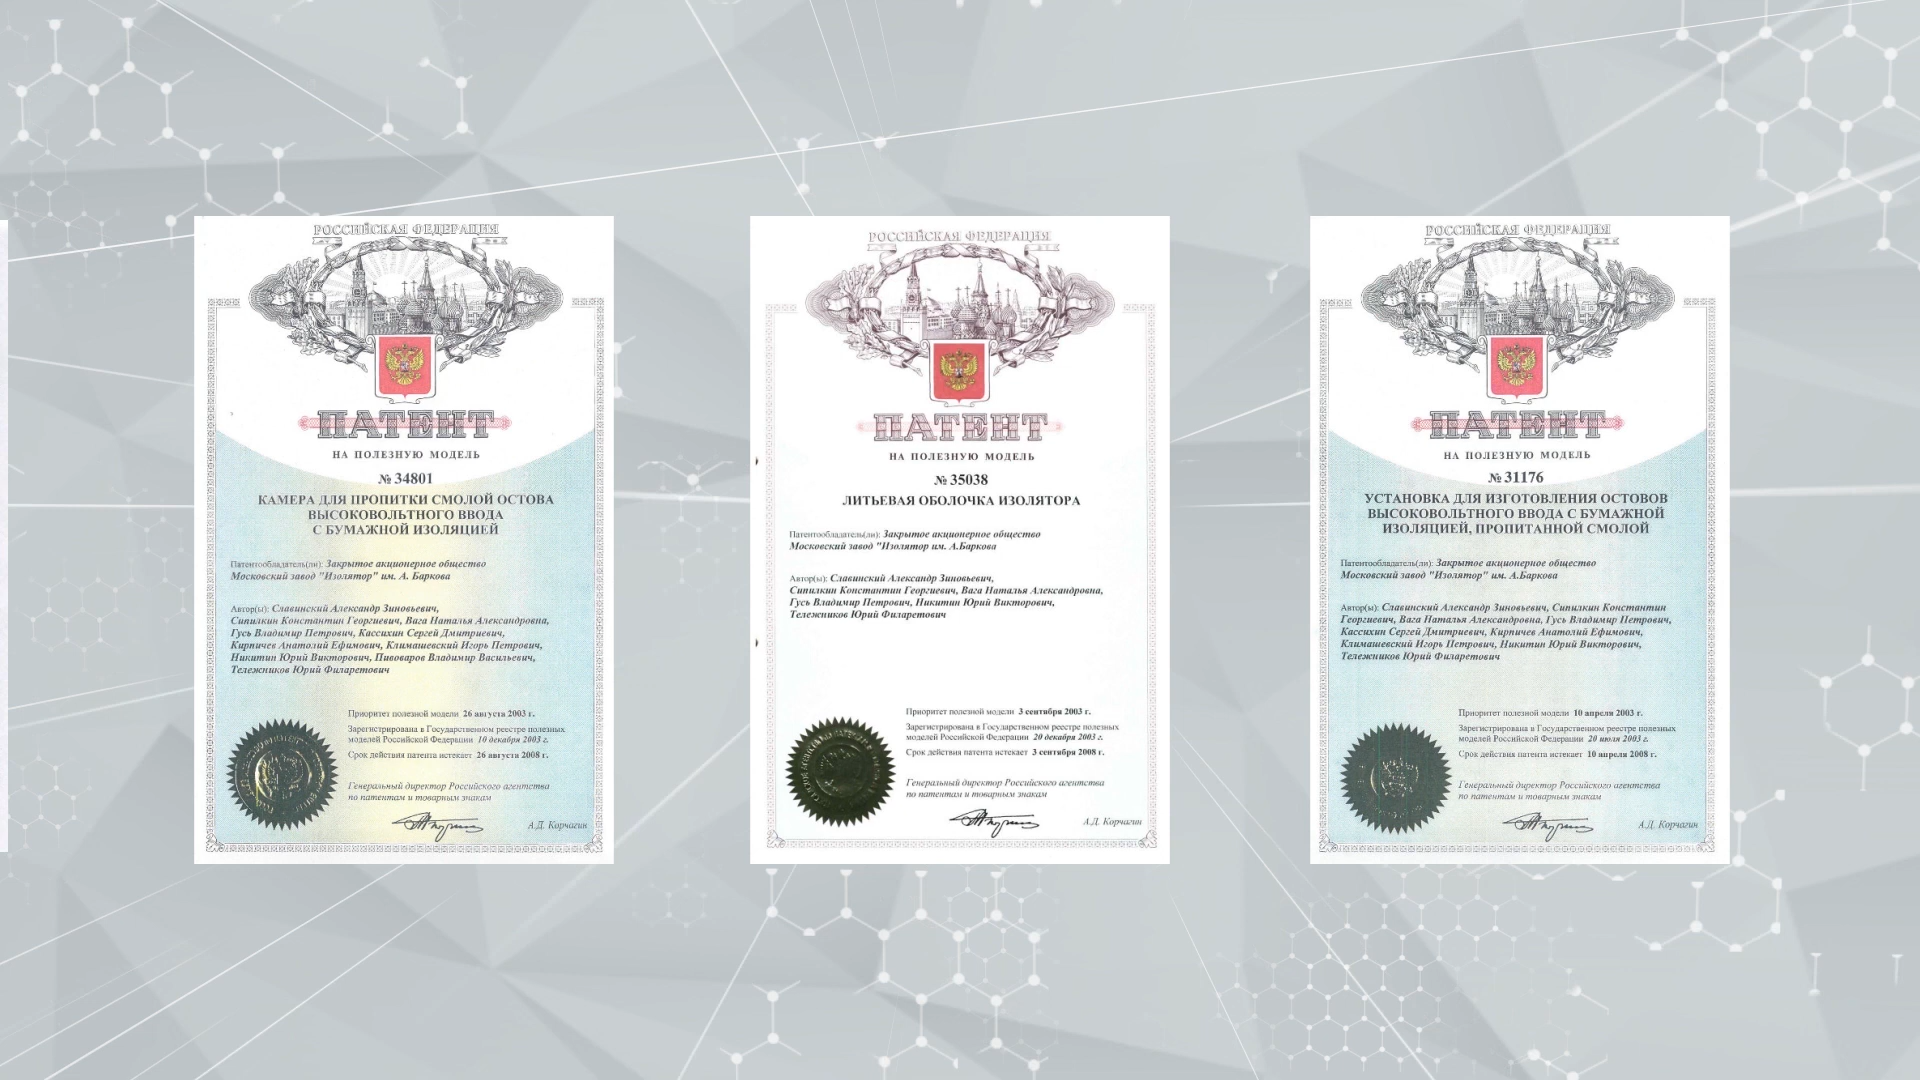 РОССИЙСКАЯ ФЕДЕРАЦИЯ
ПАТЕНТ
НА ПОЛЕЗНУЮ МОДЕЛЬ
№ 34801
КАМЕРА ДЛЯ ПРОПИТКИ СМОЛОЙ ОСТОВА
ВЫСОКОВОЛЬТНОГО ВВОДА
С БУМАЖНОЙ ИЗОЛЯЦИЕЙ
Патентообладатель(ли): Закрытое акционерное общество
Московский завод "Изолятор" им. А. Баркова
Автор(ы): Славинский Александр Зиновьевич,
Сипилкин Константин Георгиевич, Вага Наталья Александровна,
Гусь Владимир Петрович, Кассихин Сергей Дмитриевич,
Кирпичев Анатолий Ефимович, Климашевский Игорь Петрович,
Никитин Юрий Викторович, Пивоваров Владимир Васильевич,
Тележников Юрий Филаретович
Приоритет полезной модели 26 августа 2003 г.
Зарегистрирована в Государственном реестре полезных
моделей Российской Федерации 10 декабря 2003 г.
Срок действия патента истекает 26 августа 2008 г.
Генеральный директор Российского агентства
по патентам и товарным знакам
А.Д. Корчагин
РОССИЙСКАЯ ФЕДЕРАЦИЯ
ПАТЕНТ
НА ПОЛЕЗНУЮ МОДЕЛЬ
№ 35038
ЛИТЬЕВАЯ ОБОЛОЧКА ИЗОЛЯТОРА
Патентообладатель(ли): Закрытое акционерное общество
Московский завод "Изолятор им. А.Баркова
Автор(ы): Славинский Александр Зиновьевич,
Сипилкин Константин Георгиевич, Вага Наталья Александровна,
Гусь Владимир Петрович, Никитин Юрий Викторович,
Тележников Юрий Филаретович
Приоритет полезной модели 3 сентября 2003 г.
Зарегистрирована в Государственном реестре полезных
моделей Российской Федерации 20 декабря 2003 г.
Срок действия патента истекает 3 сентября 2008 г.
Генеральный директор Российского агентства
по патентам и товарным знакам
А.Д. Корчагин
РОССИЙСКАЯ ФЕДЕРАЦИЯ
ПАТЕНТ
НА ПОЛЕЗНУЮ МОДЕЛЬ
№ 31176
УСТАНОВКА ДЛЯ ИЗГОТОВЛЕНИЯ ОСТОВОВ
ВЫСОКОВОЛЬТНОГО ВВОДА С БУМАЖНОЙ
ИЗОЛЯЦИЕЙ, ПРОПИТАННОЙ СМОЛОЙ
Патентообладатель(ли): Закрытое акционерное общество
Московский завод "Изолятор" им. А.Баркова
Автор(ы): Славинский Александр Зиновьевич, Сипилкин Константин
Георгиевич, Вага Наталья Александровна, Гусь Владимир Петрович,
Кассихин Сергей Дмитриевич, Кирпичев Анатолий Ефимович,
Климашевский Игорь Петрович, Никитин Юрий Викторович,
Тележников Юрий Филаретович
Приоритет полезной модели 10 апреля 2003 г.
Зарегистрирована в Государственном реестре полезных
моделей Российской Федерации 20 июля 2003 г.
Срок действия патента истекает 10 апреля 2008 г.
Генеральный директор Российского агентства
по патентам и товарным знакам
А.Д. Корчагин